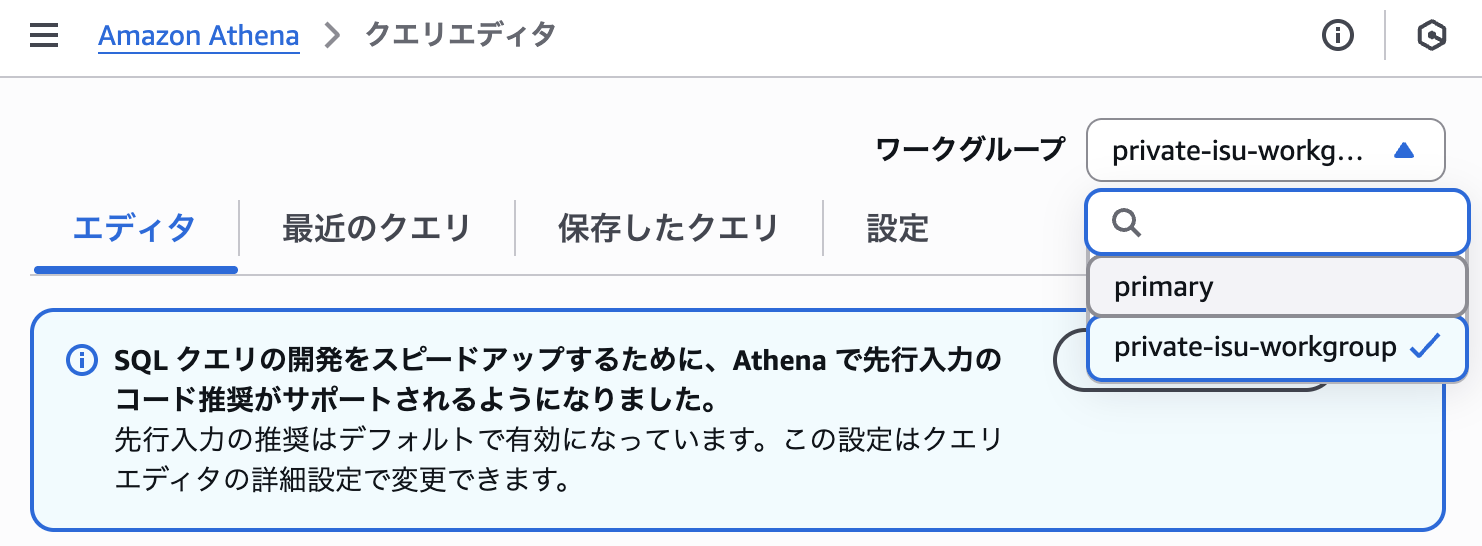 Amazon Athena > クエリエディタ
ワークグループ private-isu-workg...
エディタ 最近のクエリ 保存したクエリ 設定
primary
private-isu-workgroup
SQL クエリの開発をスピードアップするために、Athena で先行入力の
コード推奨がサポートされるようになりました。
先行入力の推奨はデフォルトで有効になっています。この設定はクエリ
エディタの詳細設定で変更できます。